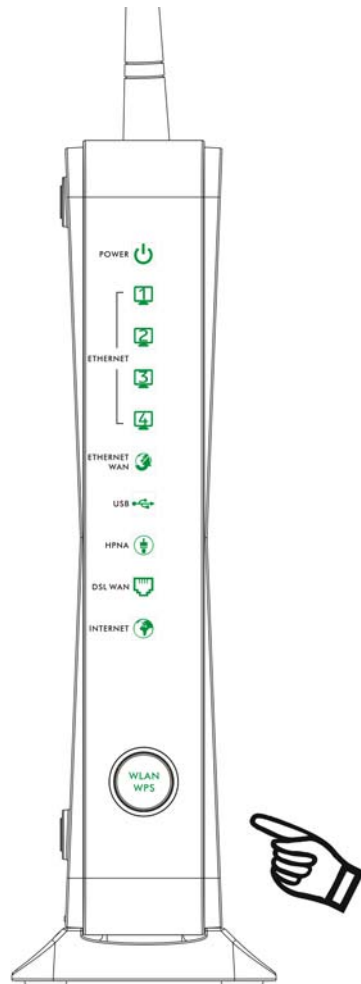 POWER
1
2
ETHERNET
3
4
ETHERNET
WAN
USB
HPNA
DSL WAN
INTERNET
WLAN
WPS